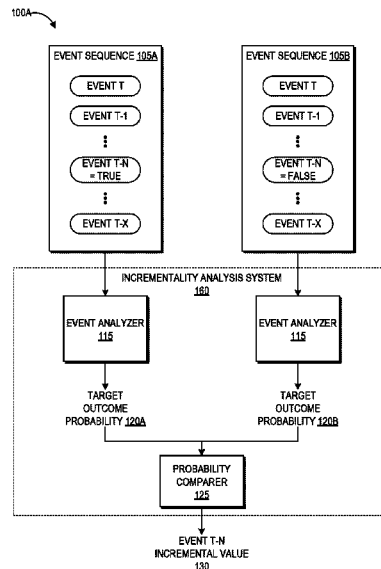 100A
EVENT SEQUENCE 105A
EVENT T
EVENT T-1
EVENT T-N
= TRUE
EVENT T-X
EVENT SEQUENCE 105B
EVENT T
EVENT T-1
EVENT T-N
= FALSE
EVENT T-X
INCREMENTALITY ANALYSIS SYSTEM
160
EVENT ANALYZER
115
EVENT ANALYZER
115
TARGET
OUTCOME
PROBABILITY 120A
TARGET
OUTCOME
PROBABILITY 120B
PROBABILITY
COMPARER
125
EVENT T-N
INCREMENTAL VALUE
130